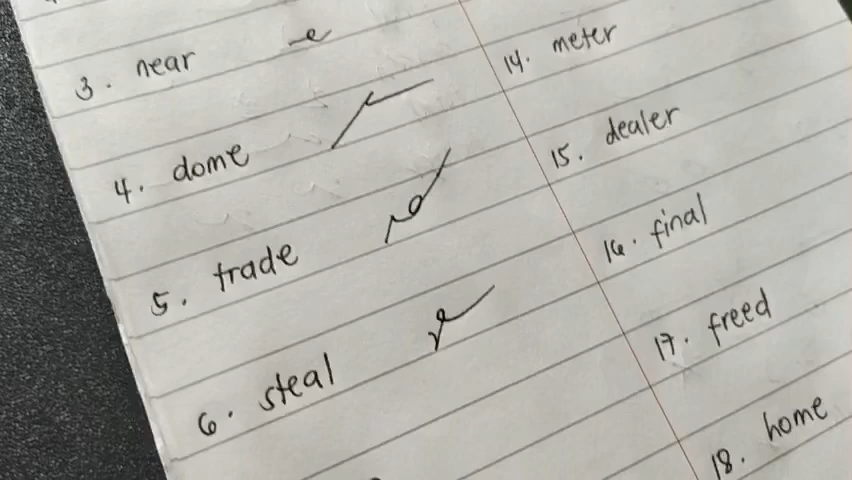 3. near
4. dome
5. trade
6. steal
14. meter
15. dealer
16. final
17. freed
18. home